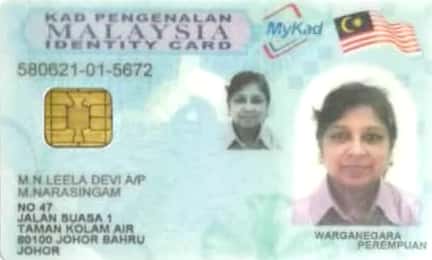 KAD PENGENALAN
MALAYSIA
IDENTITY CARD
MyKad
580621-01-5672
M.N.LEELA DEVI A/P
M.NARASINGAM
NO 47
JALAN SUASA 1
TAMAN KOLAM AIR
80100 JOHOR BAHRU
JOHOR
WARGANEGARA
PEREMPUAN